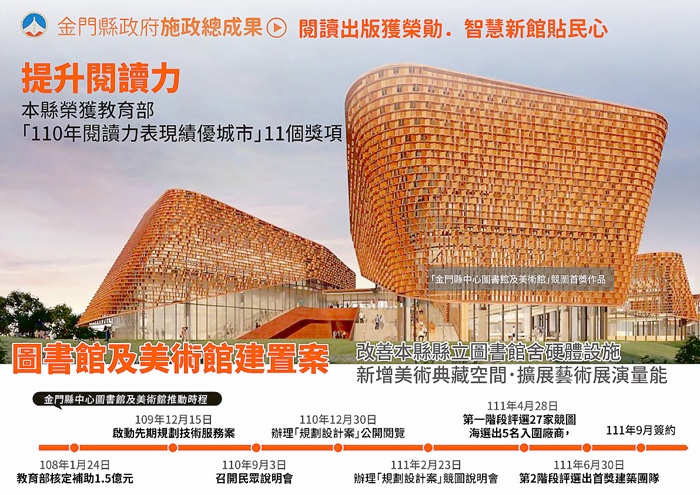 金門縣政府施政總成果 閱讀出版獲榮勛．智慧新館貼民心
提升閱讀力
本縣榮獲教育部
「110年閱讀力表現績優城市」11個獎項
「金門縣中心圖書館及美術館」競圖首獎作品
圖書館及美術館建置案
改善本縣縣立圖書館舍硬體設施
新增美術典藏空間·擴展藝術展演量能
金門縣中心圖書館及美術館推動時程
108年1月24日
教育部核定補助1.5億元
109年12月15日
啟動先期規劃技術服務案
110年9月3日
召開民眾說明會
110年12月30日
辦理「規劃設計案」公開閱覽
111年2月23日
辦理「規劃設計案」競圖說明會
111年4月28日
第一階段評選27家競圖
海選出5名入圍廠商，
111年6月30日
第2階段評選出首獎建築團隊
111年9月簽約